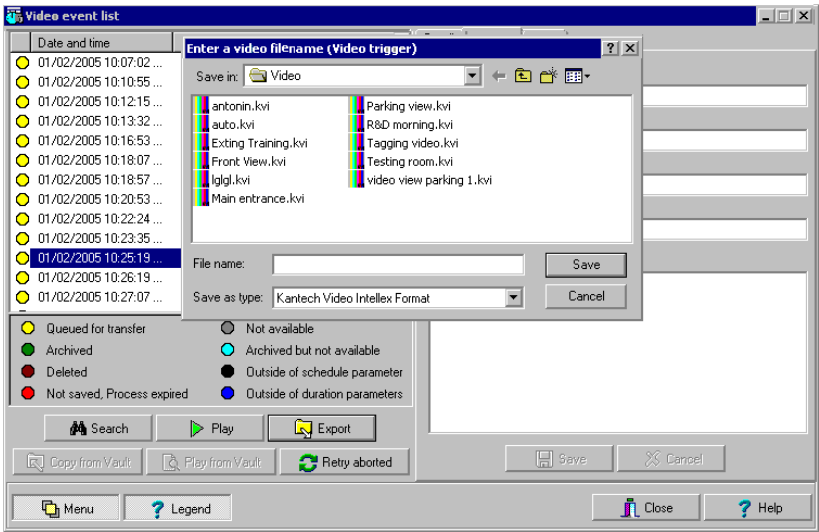 Video event list
Date and time
01/02/2005 10:07:02 ...
01/02/2005 10:10:55 ...
01/02/2005 10:12:15 ...
01/02/2005 10:13:32 ...
01/02/2005 10:16:53 ...
01/02/2005 10:18:07 ...
01/02/2005 10:18:57 ...
01/02/2005 10:20:53 ...
01/02/2005 10:22:24 ...
01/02/2005 10:23:35 ...
01/02/2005 10:25:19 ...
01/02/2005 10:26:19 ...
01/02/2005 10:27:07 ...
Enter a video filename (Video trigger)
Save in: Video
antonin.kvi
auto.kvi
Exting Training.kvi
Front View.kvi
lglgl.kvi
Main entrance.kvi
Parking view.kvi
R&D morning.kvi
Tagging video.kvi
Testing room.kvi
video view parking 1.kvi
File name:
Save
Save as type: Kantech Video Intellex Format
Cancel
Queued for transfer
Not available
Archived
Archived but not available
Deleted
Outside of schedule parameter
Not saved, Process expired
Outside of duration parameters
Search
Play
Export
Copy from Vault
Play from Vault
Retry aborted
Save
Cancel
Menu
Legend
Close
Help